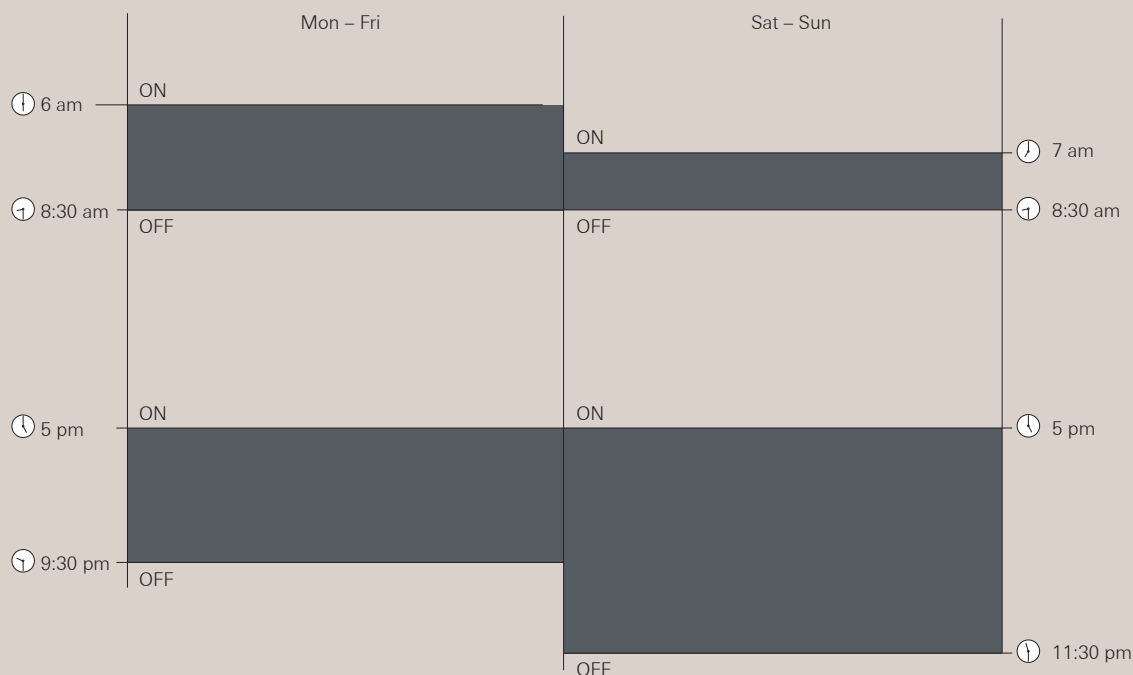 Mon – Fri
Sat – Sun
ON
6 am
ON
7 am
8:30 am
8:30 am
OFF
OFF
ON
ON
5 pm
5 pm
9:30 pm
OFF
11:30 pm
OFF